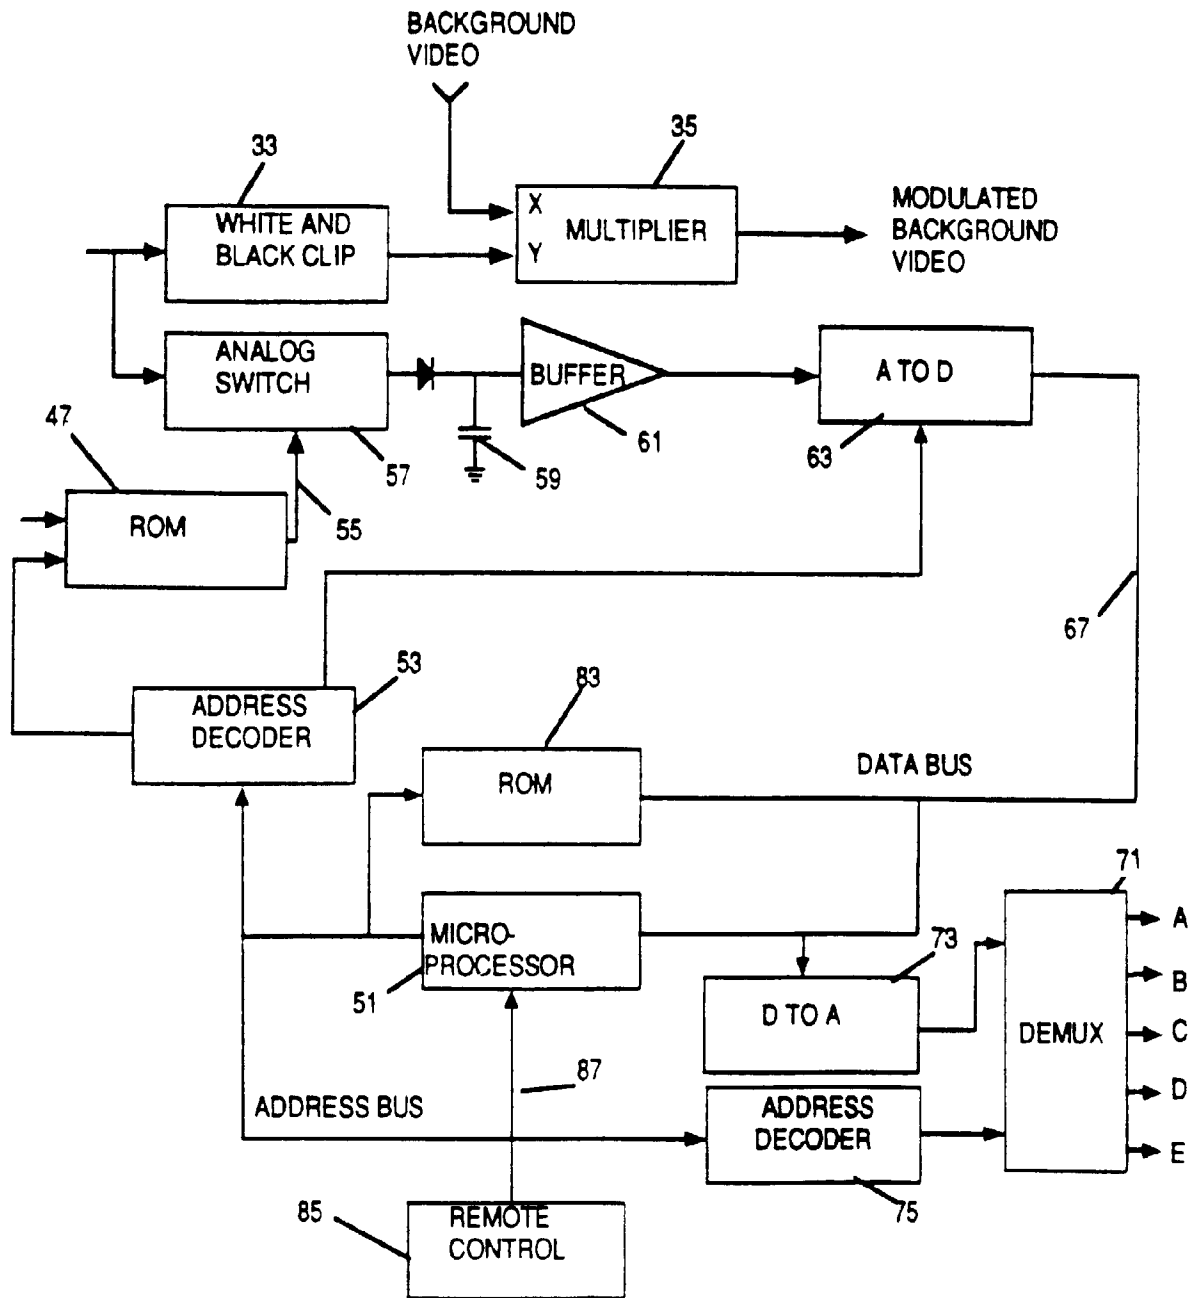 BACKGROUND
VIDEO
33
35
WHITE AND
BLACK CLIP
X
Y
MULTIPLIER
MODULATED
BACKGROUND
VIDEO
ANALOG
SWITCH
BUFFER
A TO D
47
57
59
61
63
ROM
55
67
53
83
ADDRESS
DECODER
ROM
DATA BUS
71
MICRO-
PROCESSOR
51
73
A
B
C
D
E
D TO A
DEMUX
87
ADDRESS BUS
ADDRESS
DECODER
85
75
REMOTE
CONTROL